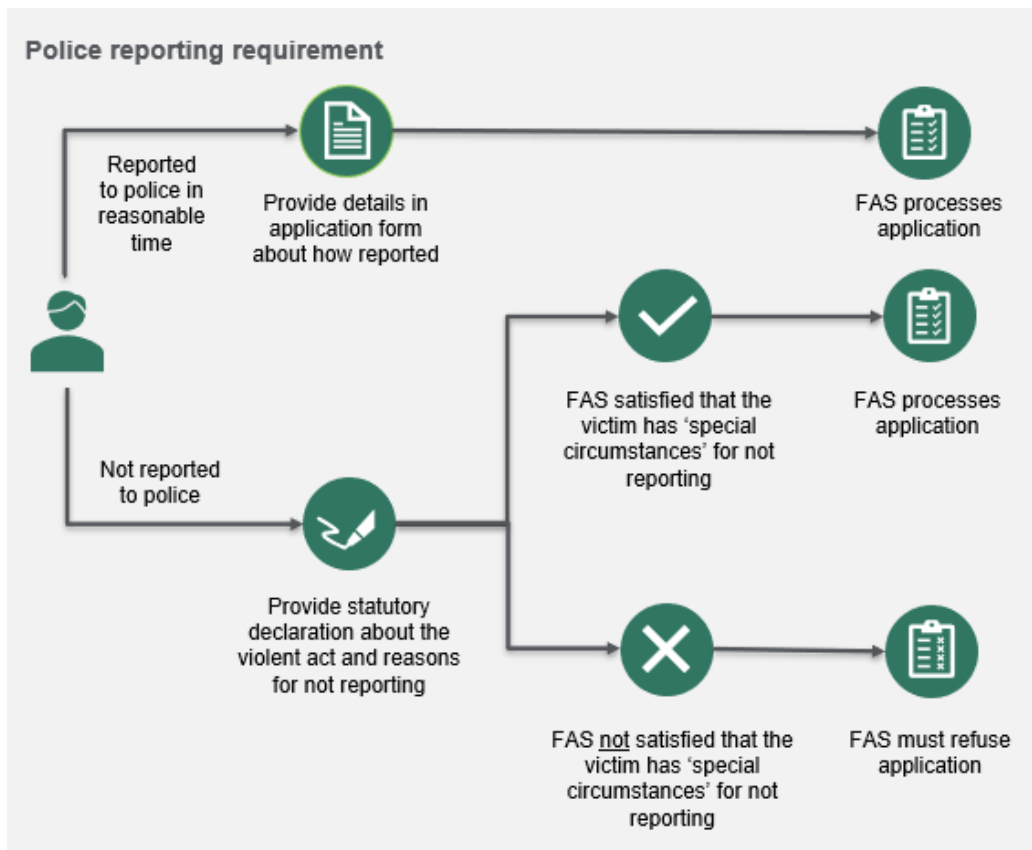 Police reporting requirement
Reported
to police in
reasonable
time
Provide details in
application form
about how reported
FAS processes
application
Not reported
to police
Provide statutory
declaration about the
violent act and reasons
for not reporting
FAS satisfied that the
victim has ‘special
circumstances’ for not
reporting
FAS processes
application
FAS not satisfied that the
victim has ‘special
circumstances’ for not
reporting
FAS must refuse
application